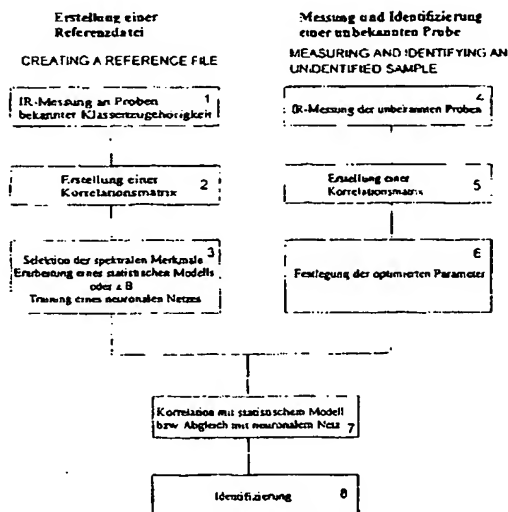 Erstellung einer
Referenzdatei
CREATING A REFERENCE FILE
1
IR-Messung an Proben
bekannter Klassenzugehörigkeit
Erstellung einer
Korrelationsmatrix
2
3
Selektion der spektralen Merkmale
Erarbeitung eines statistischen Modells
oder z B
Training eines neuronalen Netzes
Messung und Identifizierung
einer unbekannten Probe
MEASURING AND IDENTIFYING AN
UNIDENTIFIED SAMPLE
4
IR-Messung der unbekannten Proben
Erstellung einer
Korrelationsmatrix
5
6
Festlegung der optimierten Parameter
Korrelation mit statistischem Modell
bzw Abgleich mit neuronalem Netz 7
Identifizierung 8